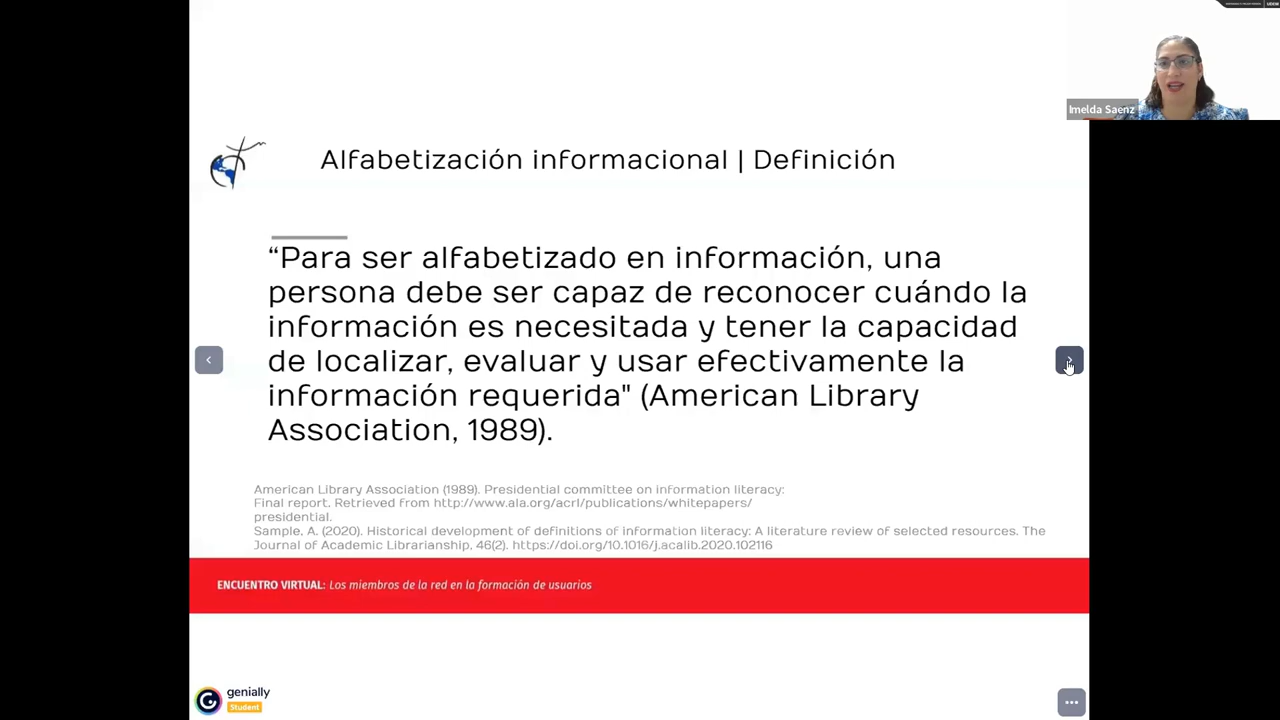 UDEM
Imelda Saenz
Alfabetización informacional | Definición
“Para ser alfabetizado en información, una
persona debe ser capaz de reconocer cuándo la
información es necesitada y tener la capacidad
de localizar, evaluar y usar efectivamente la
información requerida" (American Library
Association, 1989).
American Library Association (1989). Presidential committee on information literacy:
Final report. Retrieved from http://www.ala.org/acrl/publications/whitepapers/
presidential.
Sample, A. (2020). Historical development of definitions of information literacy: A literature review of selected resources. The
Journal of Academic Librarianship, 46(2). https://doi.org/10.1016/j.acalib.2020.102116
ENCUENTRO VIRTUAL: Los miembros de la red en la formación de usuarios
genially
Student